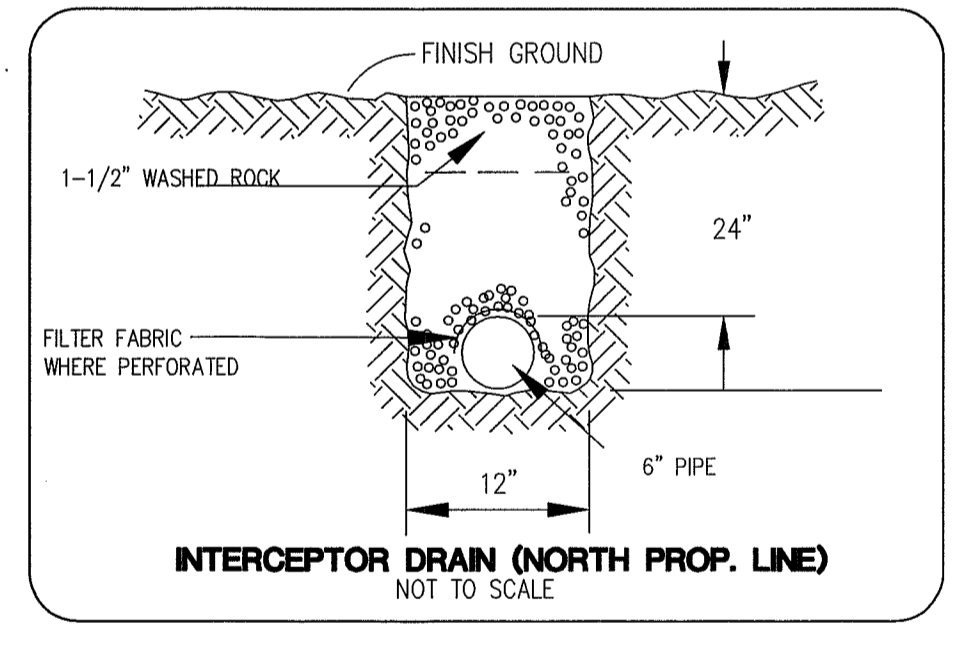 FINISH GROUND
1-1/2" WASHED ROCK
24"
FILTER FABRIC
WHERE PERFORATED
6" PIPE
12"
INTERCEPTOR DRAIN (NORTH PROP. LINE)
NOT TO SCALE